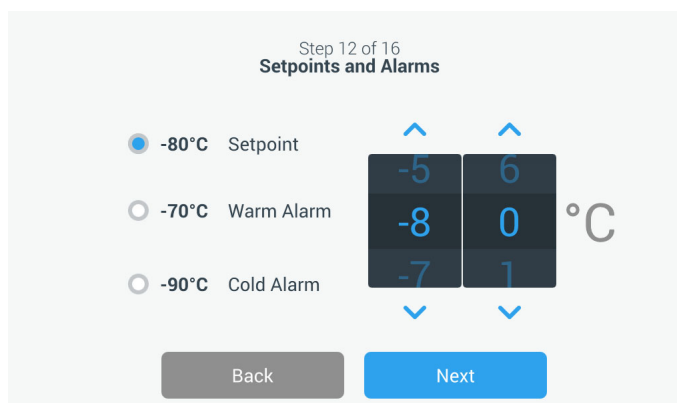 Step 12 of 16
Setpoints and Alarms
-80°C Setpoint
-70°C Warm Alarm
-90°C Cold Alarm
-5 6
-8 0 °C
-7 1
Back Next